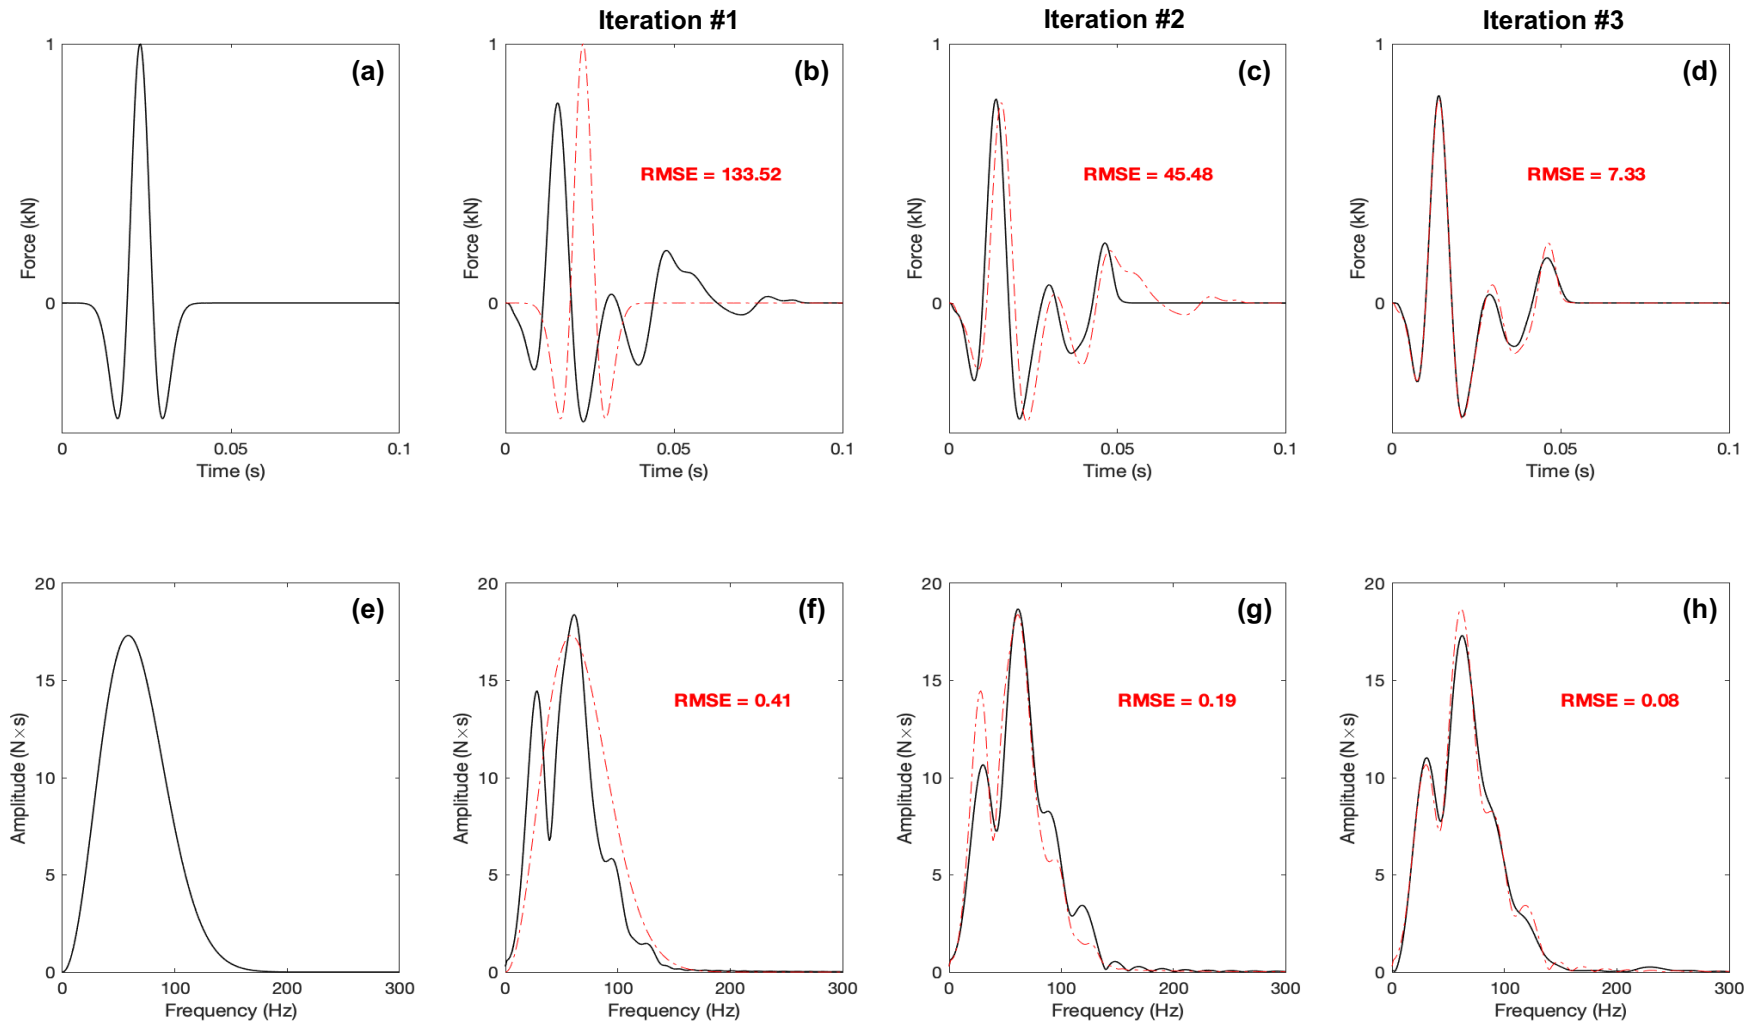 Iteration #1
Iteration #2
Iteration #3
(a)
(b)
(c)
(d)
1
0
Force (kN)
0
0.05
0.1
Time (s)
1
0
Force (kN)
RMSE = 133.52
0
0.05
0.1
Time (s)
1
0
Force (kN)
RMSE = 45.48
0
0.05
0.1
Time (s)
1
0
Force (kN)
RMSE = 7.33
0
0.05
0.1
Time (s)
(e)
20
15
10
5
0
Amplitude (N×s)
0
100
200
300
Frequency (Hz)
(f)
20
15
10
5
0
Amplitude (N×s)
RMSE = 0.41
0
100
200
300
Frequency (Hz)
(g)
20
15
10
5
0
Amplitude (N×s)
RMSE = 0.19
0
100
200
300
Frequency (Hz)
(h)
20
15
10
5
0
Amplitude (N×s)
RMSE = 0.08
0
100
200
300
Frequency (Hz)